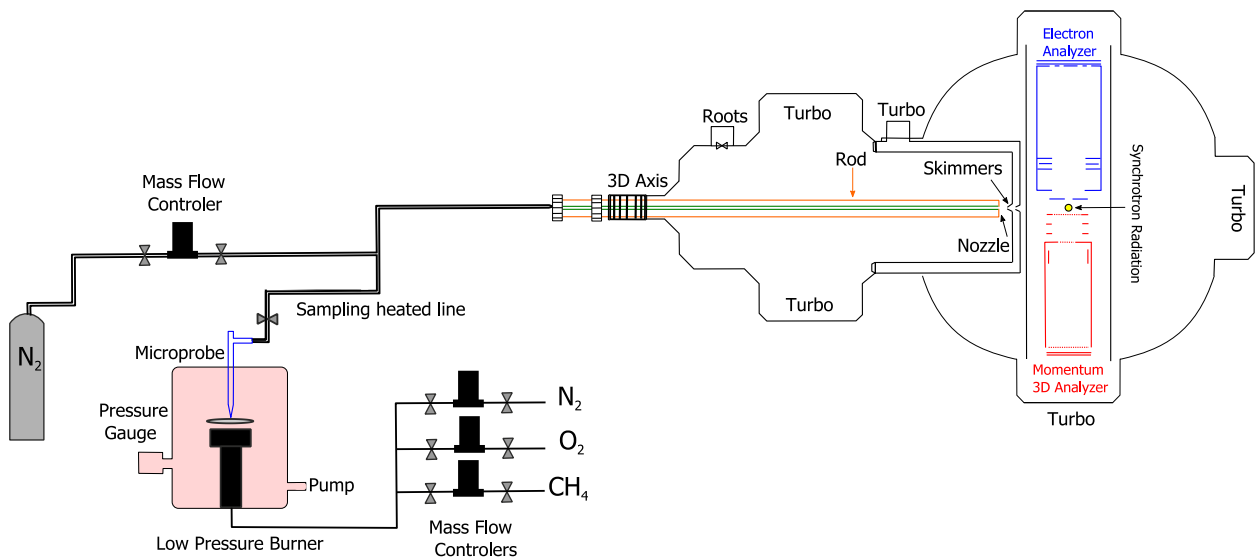 Electron
Analyzer
Turbo
Roots
Turbo
Rod
Skimmers
3D Axis
Mass Flow
Controler
Synchrotron Radiation
Turbo
Nozzle
Sampling heated line
Turbo
N2
Microprobe
Momentum
3D Analyzer
Turbo
Pressure
Gauge
N2
O2
CH4
Pump
Low Pressure Burner
Mass Flow
Controlers